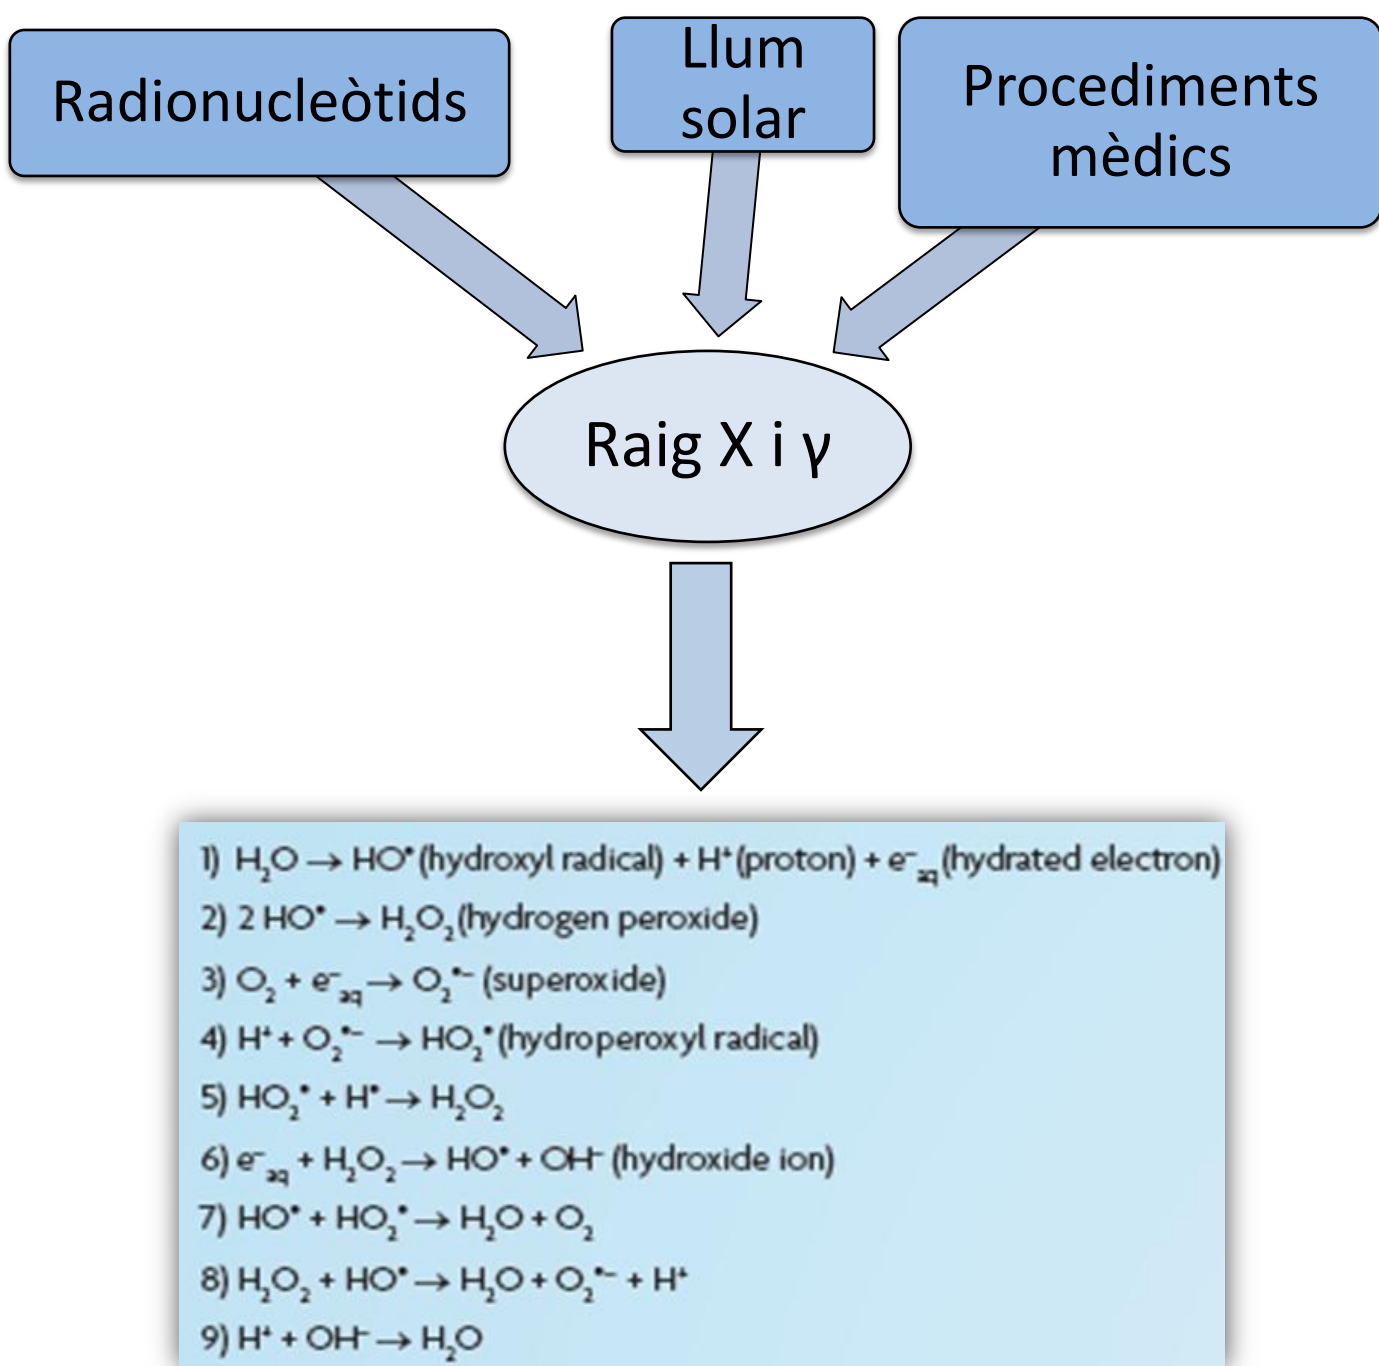 Radionucleòtids
Llum
solar
Procediments
mèdics
Raig X i γ
1) H₂O → HO• (hydroxyl radical) + H⁺ (proton) + e⁻aq (hydrated electron)
2) 2 HO• → H₂O₂ (hydrogen peroxide)
3) O₂ + e⁻aq → O₂•⁻ (superoxide)
4) H⁺ + O₂•⁻ → HO₂• (hydroperoxyl radical)
5) HO₂• + H• → H₂O₂
6) e⁻aq + H₂O₂ → HO• + OH⁻ (hydroxide ion)
7) HO• + HO₂• → H₂O + O₂
8) H₂O₂ + HO• → H₂O + O₂•⁻ + H⁺
9) H⁺ + OH⁻ → H₂O